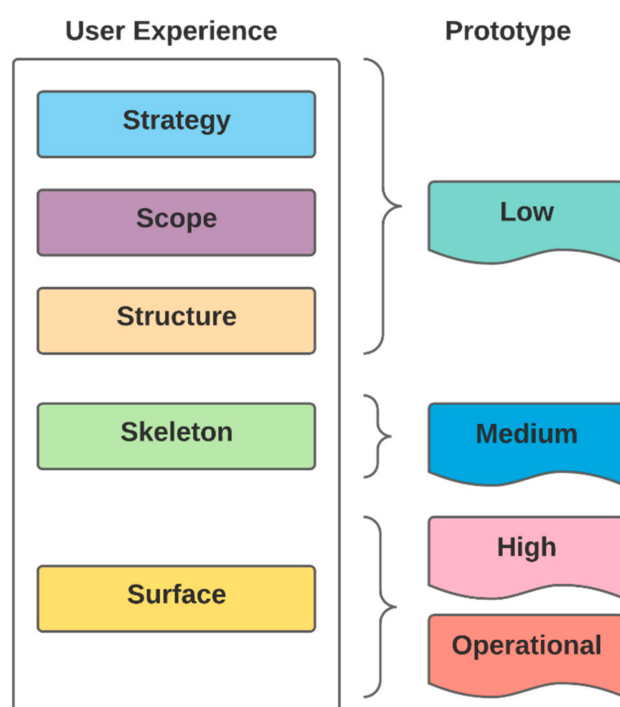 User Experience
Prototype
Strategy
Scope
Low
Structure
Skeleton
Medium
High
Surface
Operational